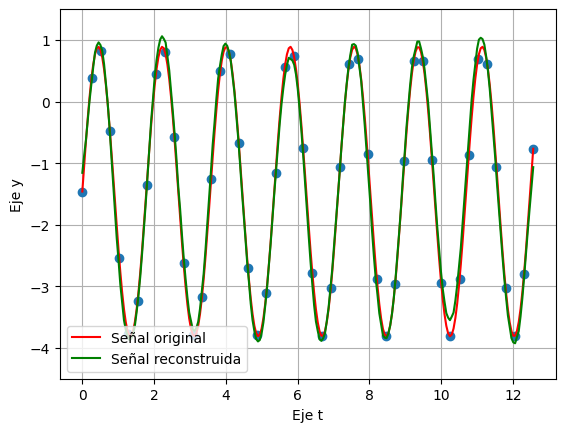 1
0
−1
−2
−3
−4
Eje y
Señal original
Señal reconstruida
0 2 4 6 8 10 12
Eje t